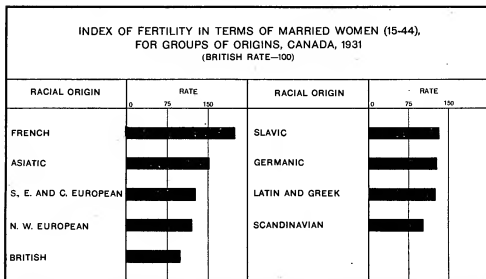 INDEX OF FERTILITY IN TERMS OF MARRIED WOMEN (15-44),
FOR GROUPS OF ORIGINS, CANADA, 1931
(BRITISH RATE—100)
RACIAL ORIGIN RATE RACIAL ORIGIN RATE
0 75 150 0 75 150
FRENCH SLAVIC
ASIATIC GERMANIC
S. E. AND C. EUROPEAN LATIN AND GREEK
N. W. EUROPEAN SCANDINAVIAN
BRITISH